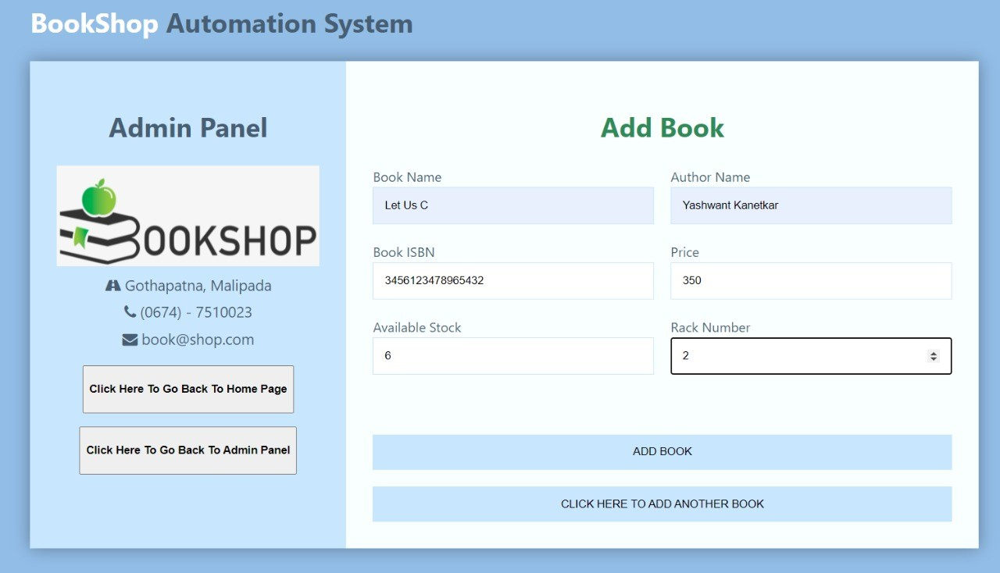 BookShop Automation System
Admin Panel
BOOKSHOP
Gothapatna, Malipada
(0674) - 7510023
book@shop.com
Click Here To Go Back To Home Page
Click Here To Go Back To Admin Panel
Add Book
Book Name
Let Us C
Author Name
Yashwant Kanetkar
Book ISBN
3456123478965432
Price
350
Available Stock
6
Rack Number
2
ADD BOOK
CLICK HERE TO ADD ANOTHER BOOK